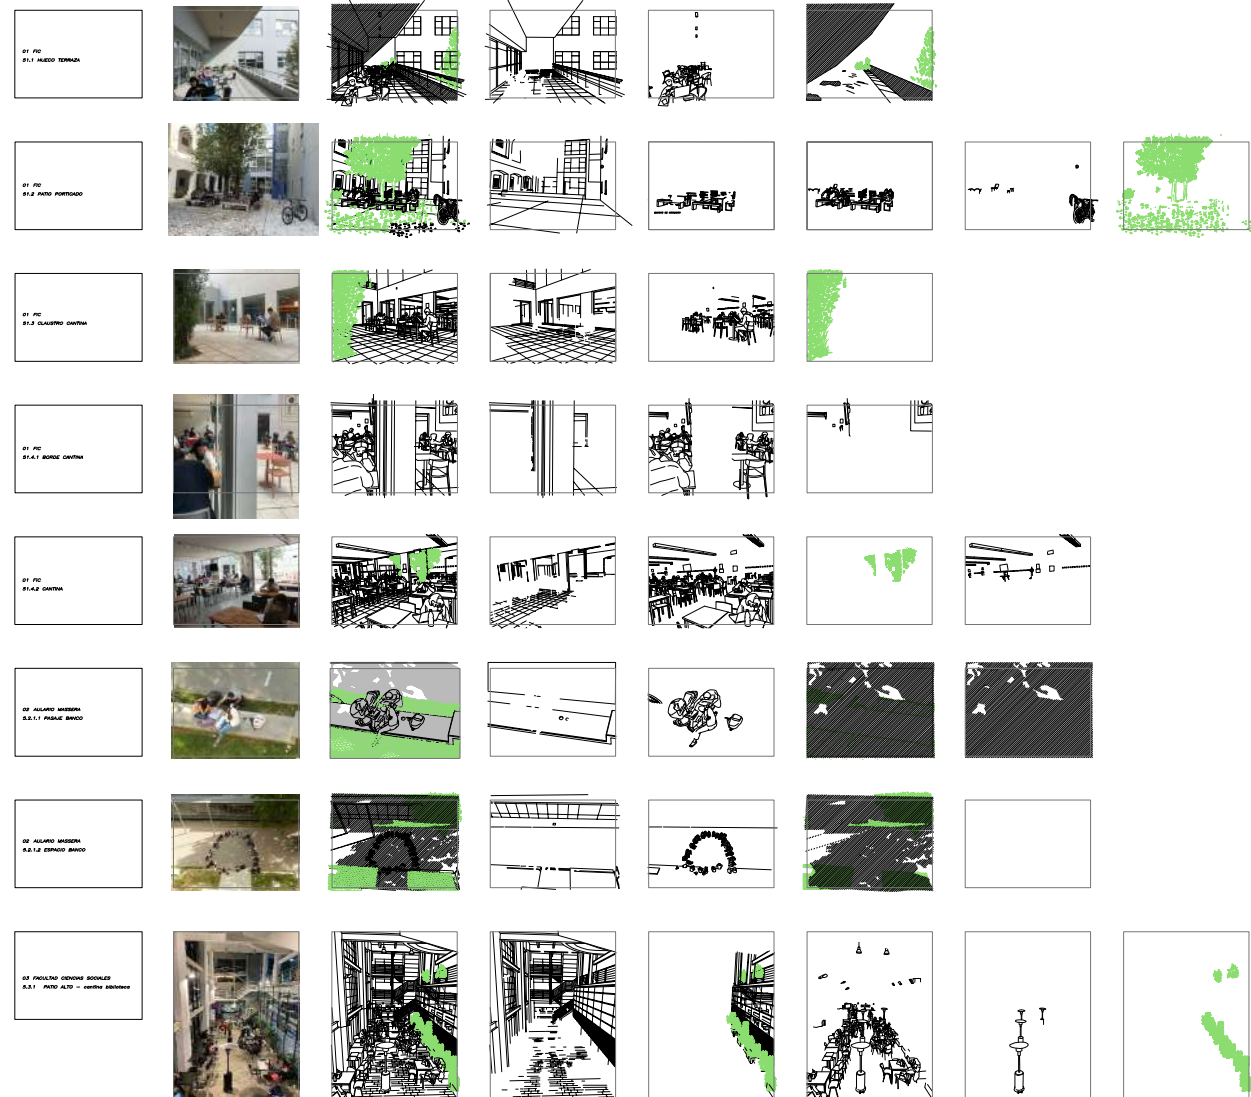 01 FIC
S1.1 HUECO TERRAZA
01 FIC
S1.2 PATIO PORTICADO
01 FIC
S1.3 CLAUSTRO CANTINA
01 FIC
S1.4.1 BORDE CANTINA
01 FIC
S1.4.2 CANTINA
02 AULARIO MASSERA
S.2.1.1 PASAJE BANCO
02 AULARIO MASSERA
S.2.1.2 ESPACIO BANCO
03 FACULTAD CIENCIAS SOCIALES
S.3.1 PATIO ALTO - cantina biblioteca